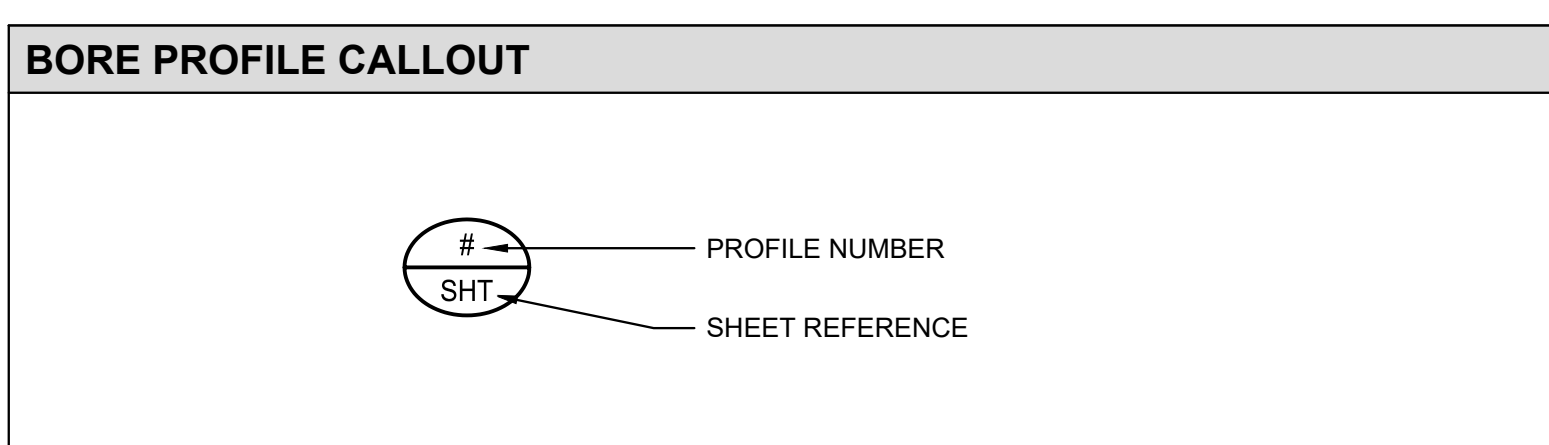 BORE PROFILE CALLOUT
#
PROFILE NUMBER
SHT
SHEET REFERENCE